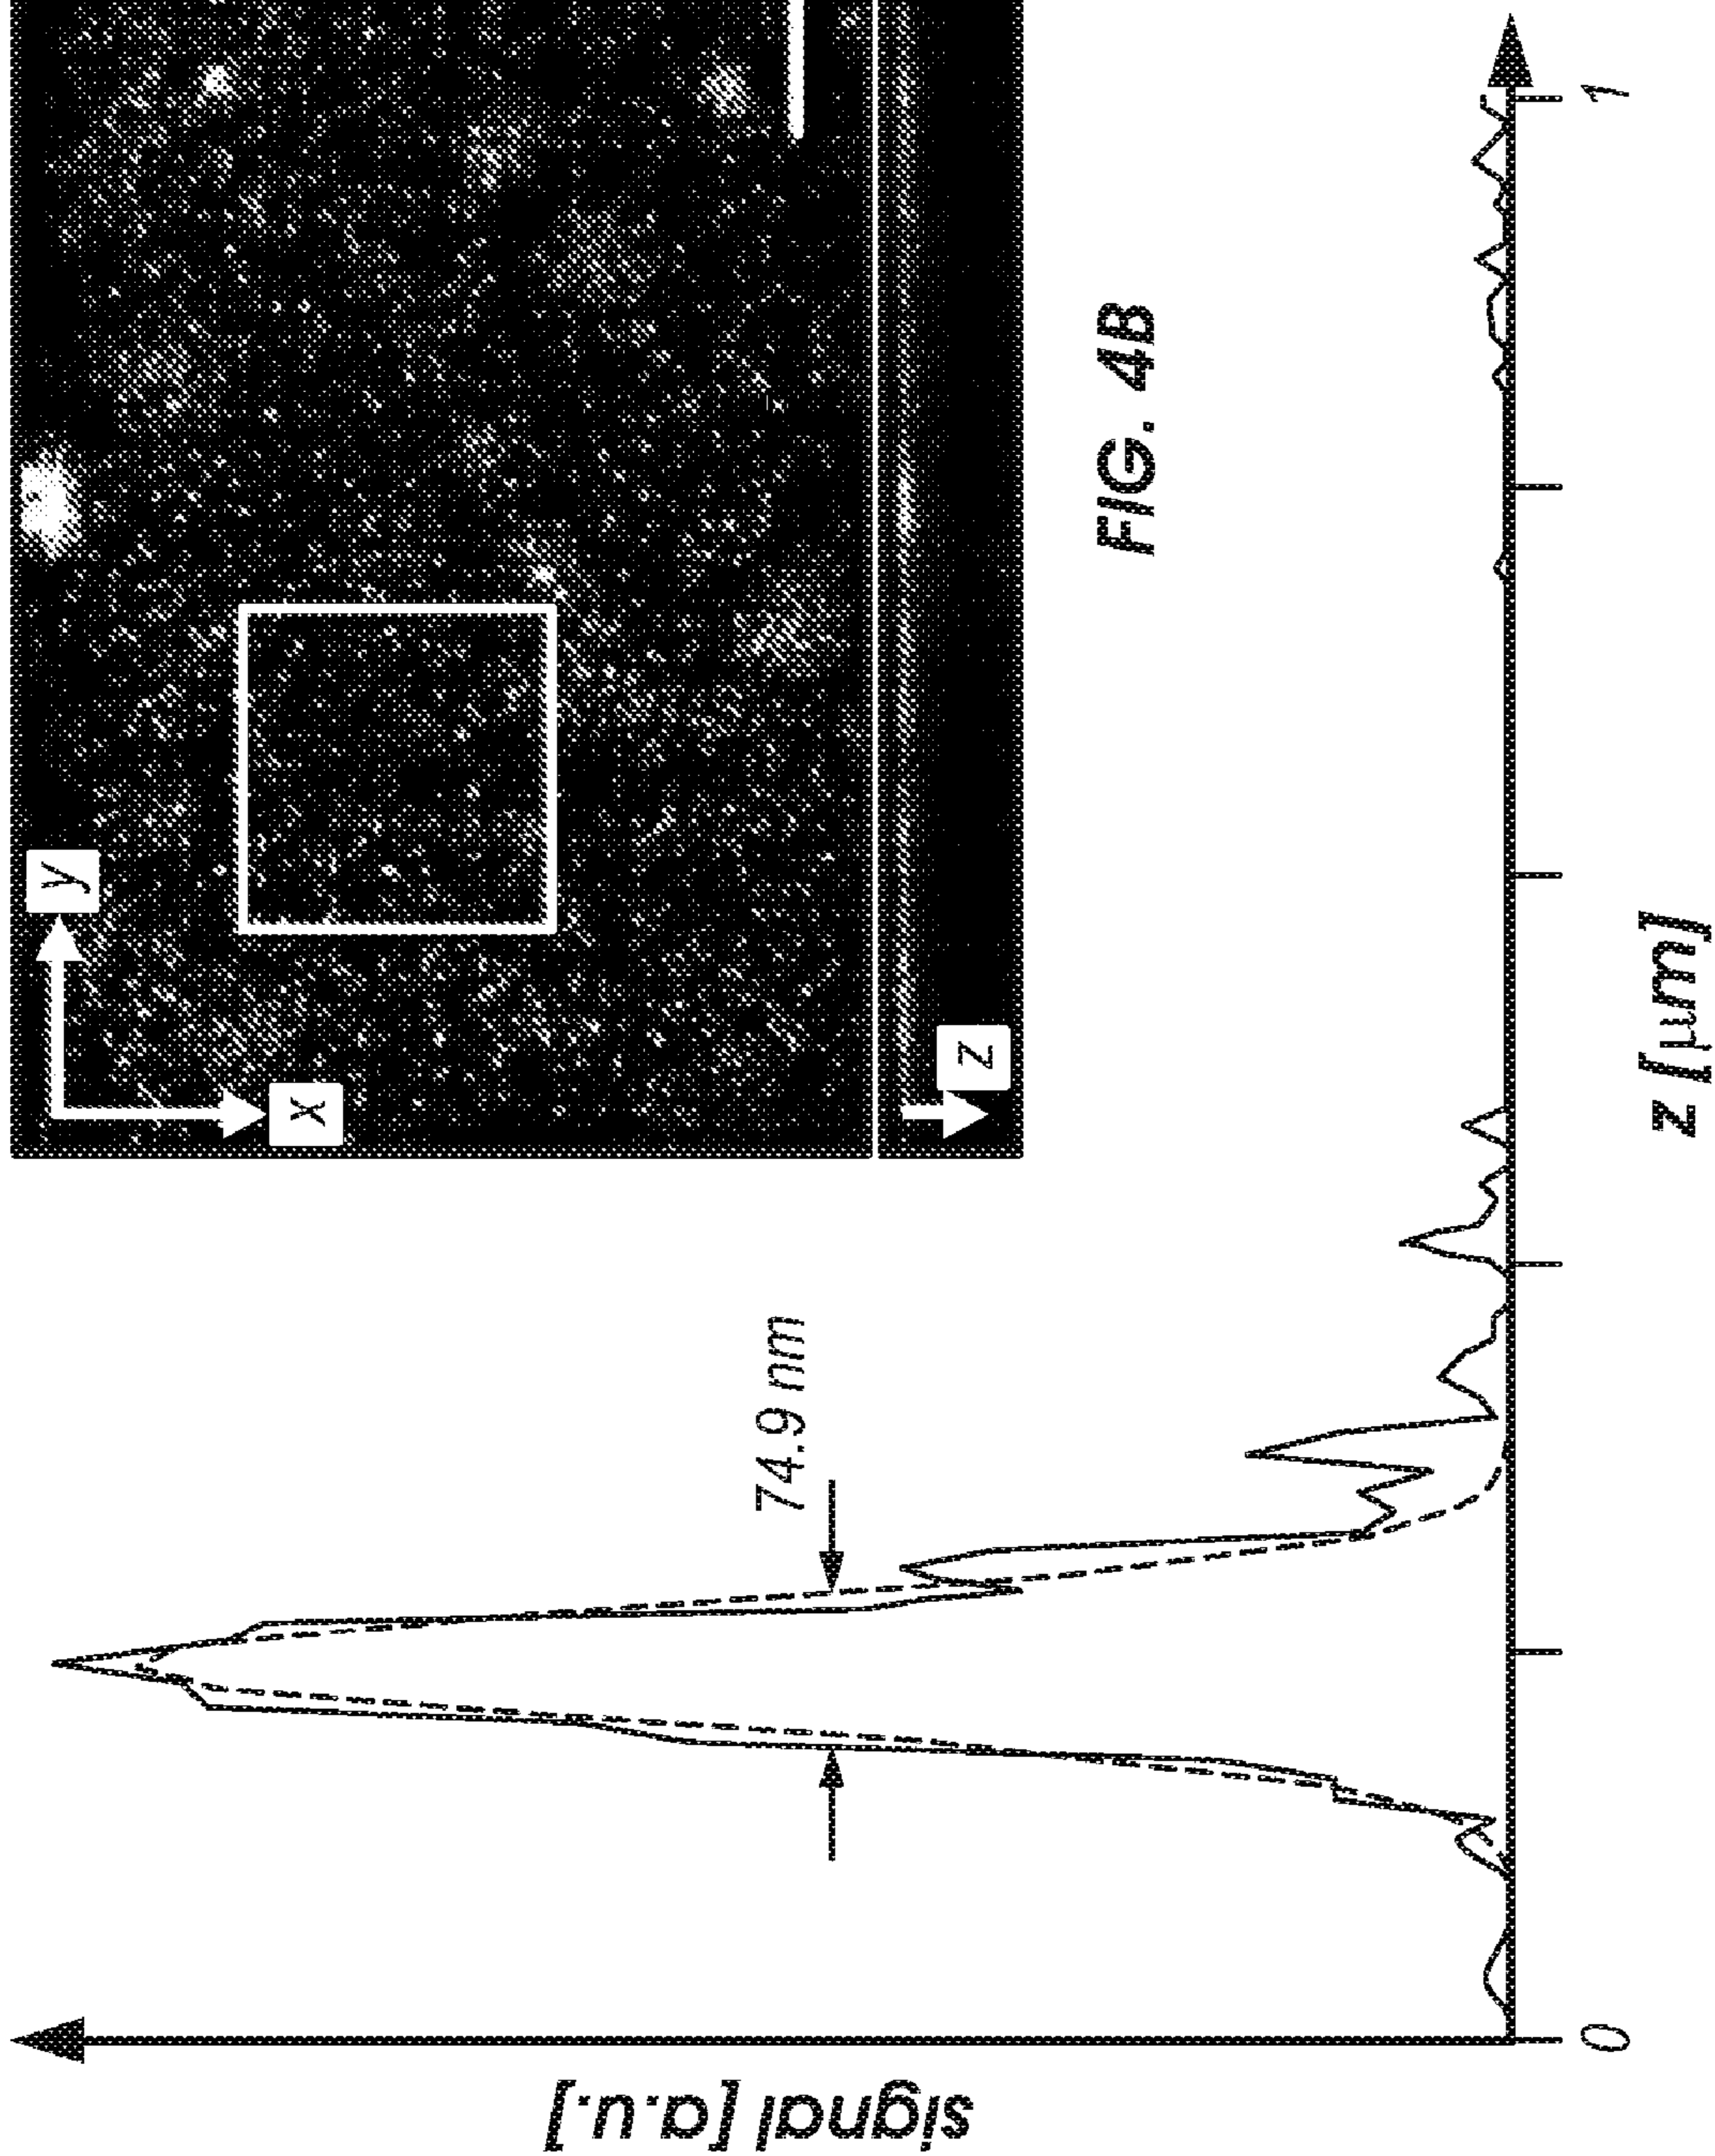 signal [a.u.]
74.9 nm
x
y
z
FIG. 4B
0
1
z [µm]